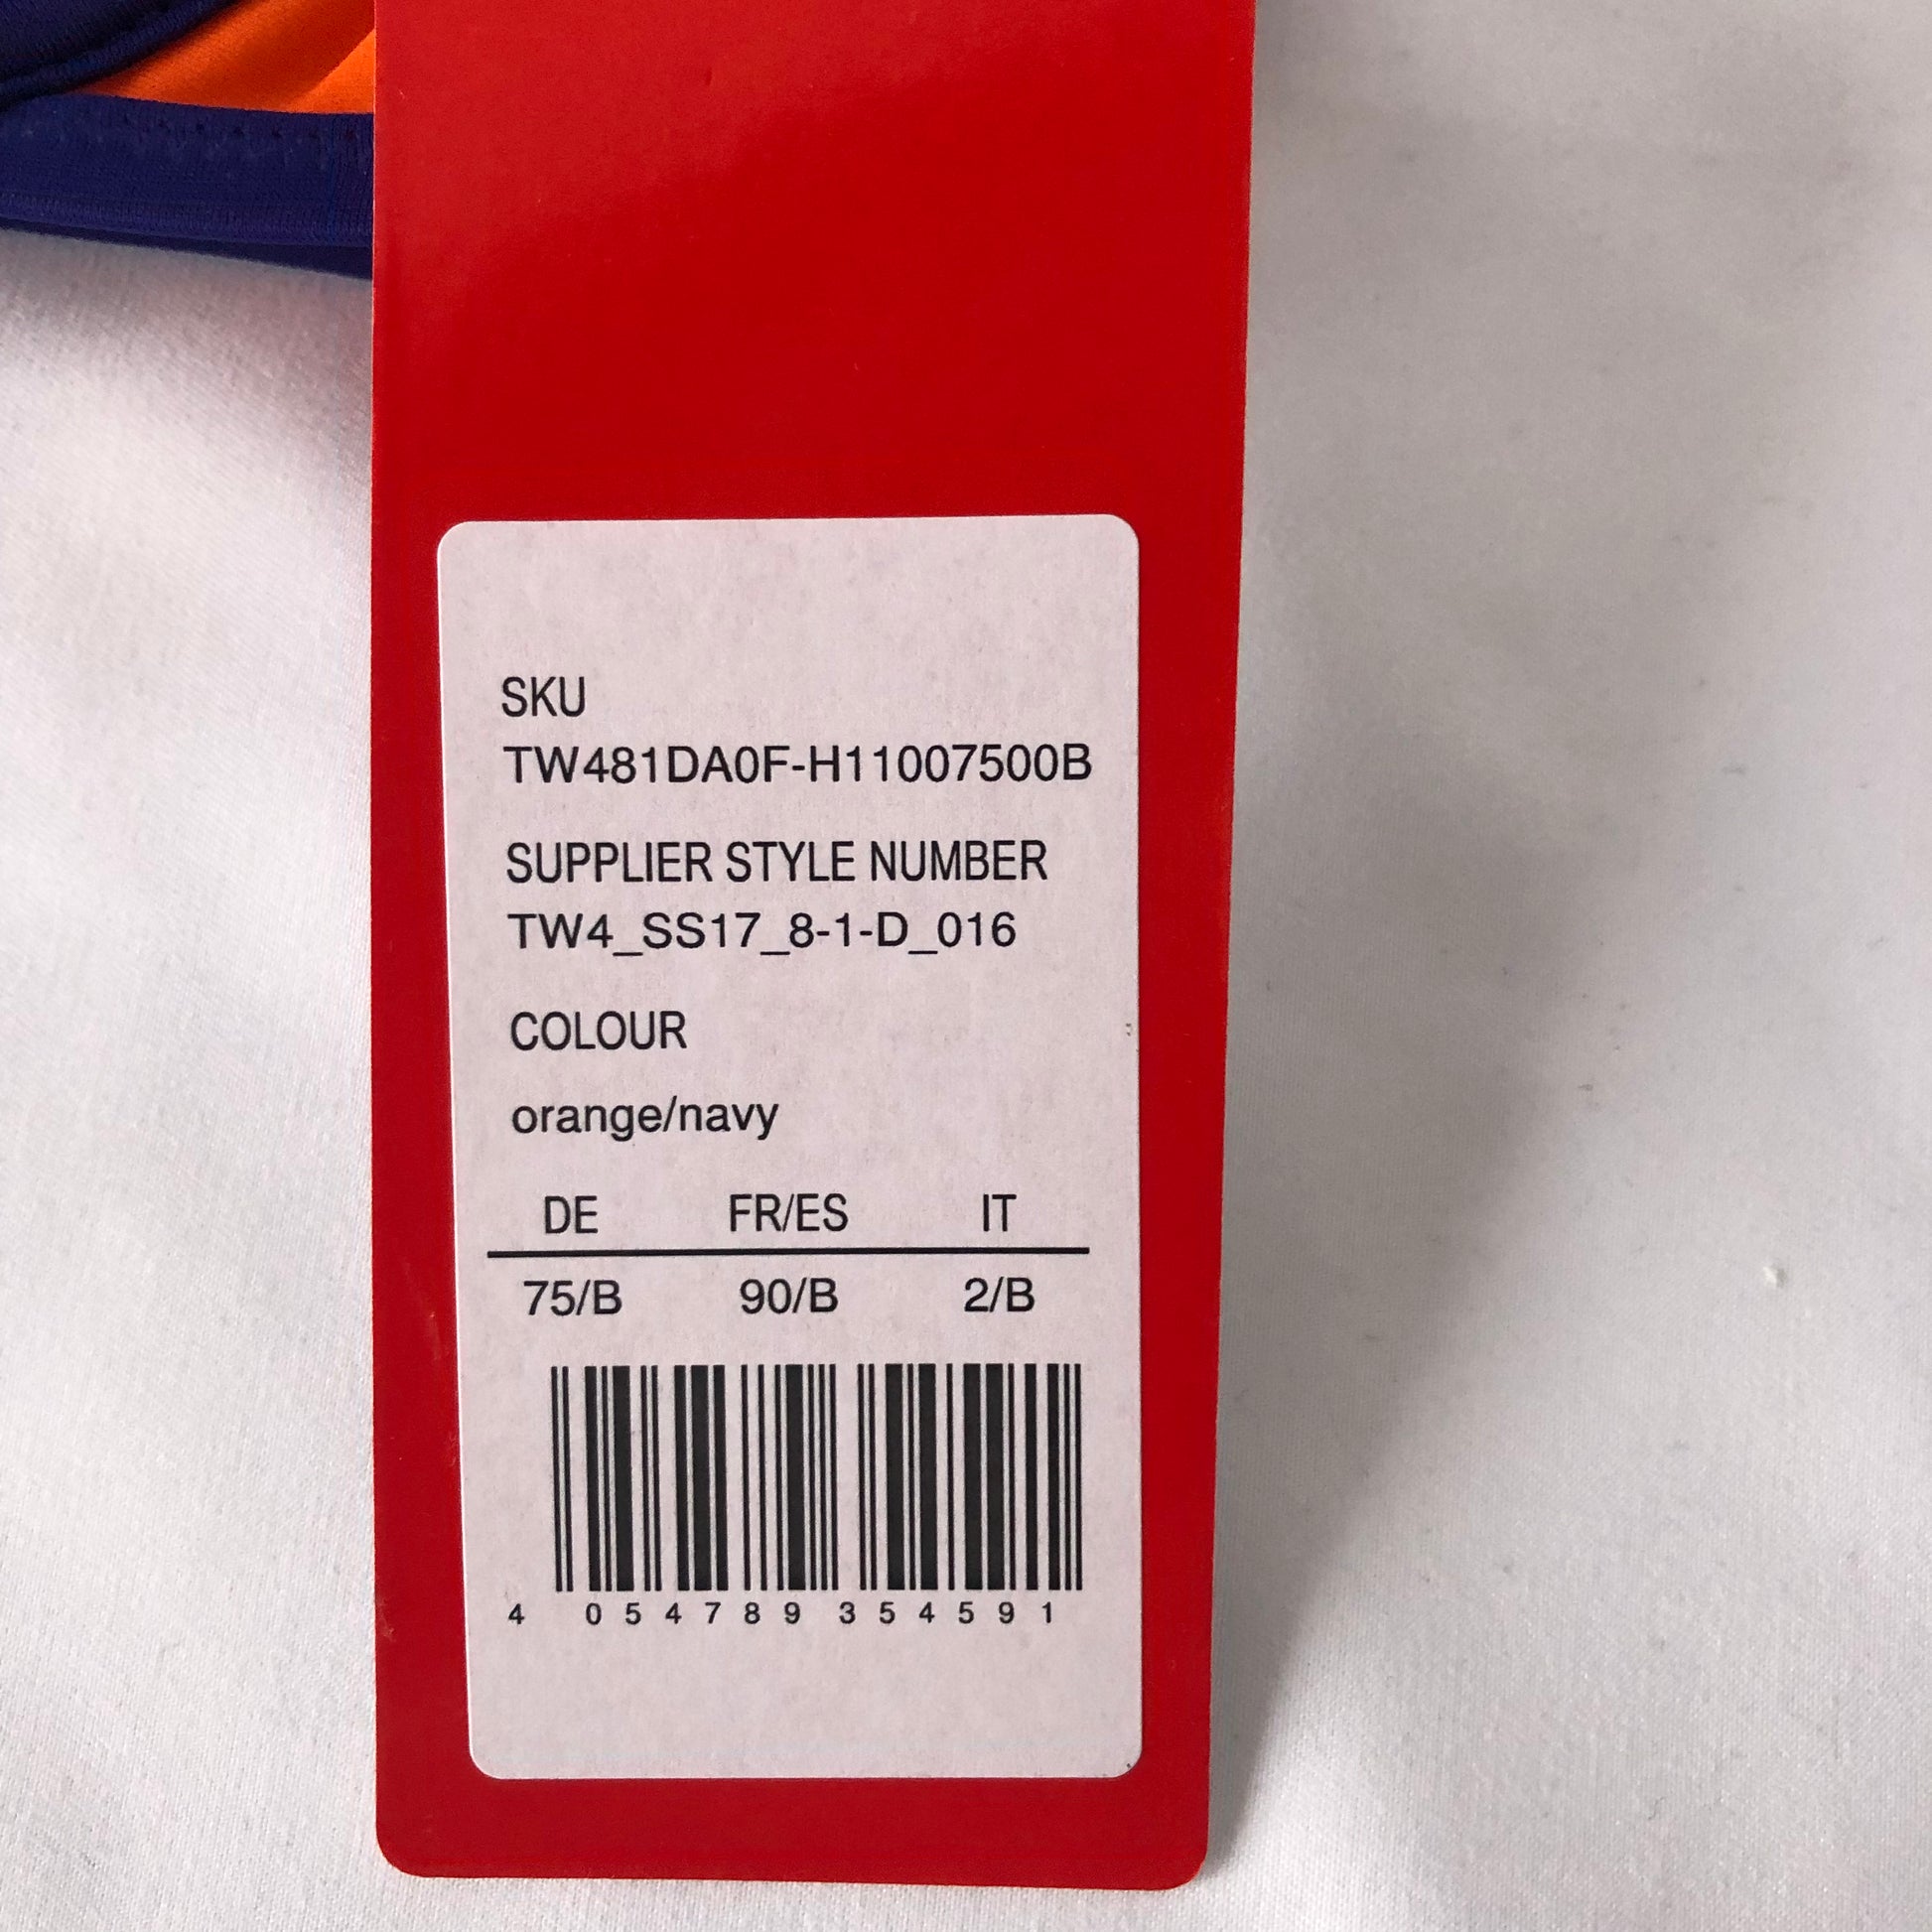 SKU
TW481DA0F-H11007500B
SUPPLIER STYLE NUMBER
TW4_SS17_8-1-D_016
COLOUR
orange/navy
DE FR/ES IT
75/B 90/B 2/B
4 054789 354591